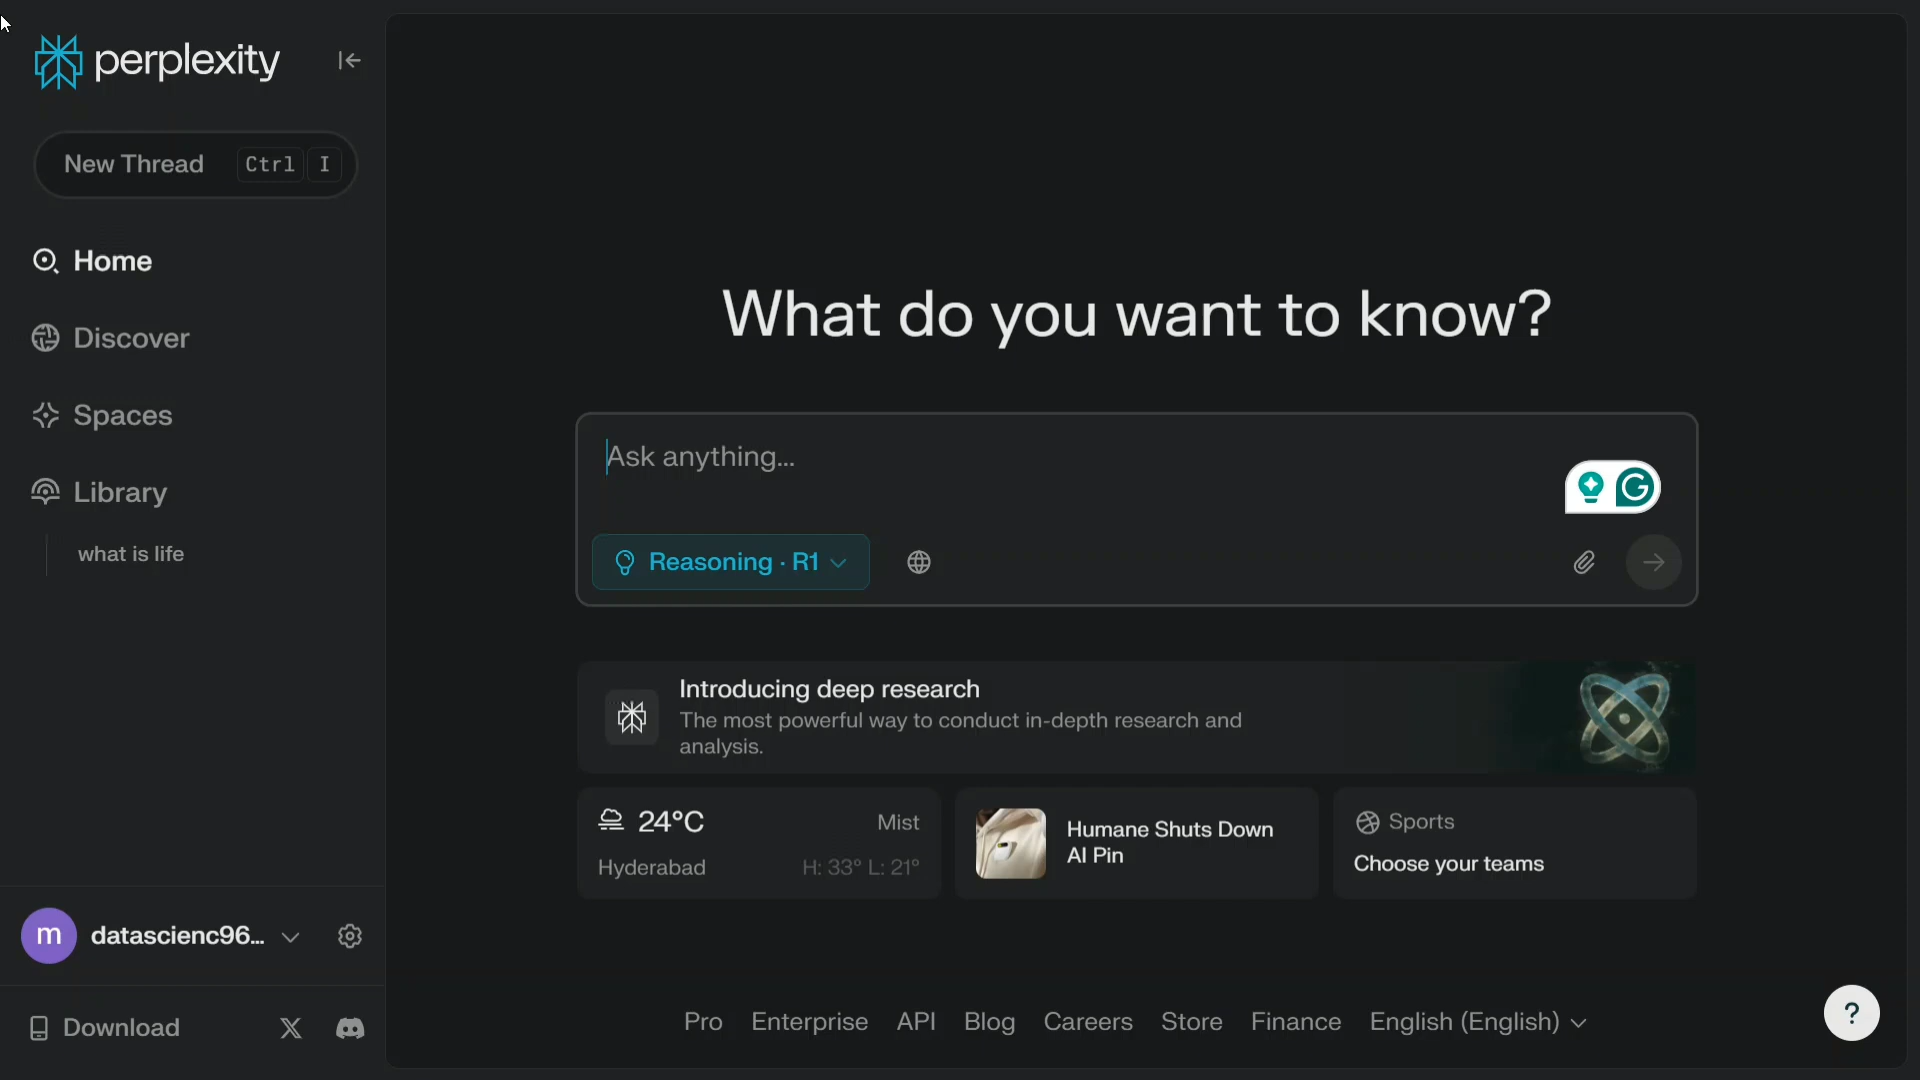 perplexity
New Thread Ctrl I
Home
Discover
Spaces
Library
what is life
datascienc96...
Download
What do you want to know?
Ask anything...
Reasoning · R1
Introducing deep research
The most powerful way to conduct in-depth research and
analysis.
24°C Mist
Hyderabad H: 33° L: 21°
Humane Shuts Down
AI Pin
Sports
Choose your teams
Pro Enterprise API Blog Careers Store Finance English (English)
m
G
?